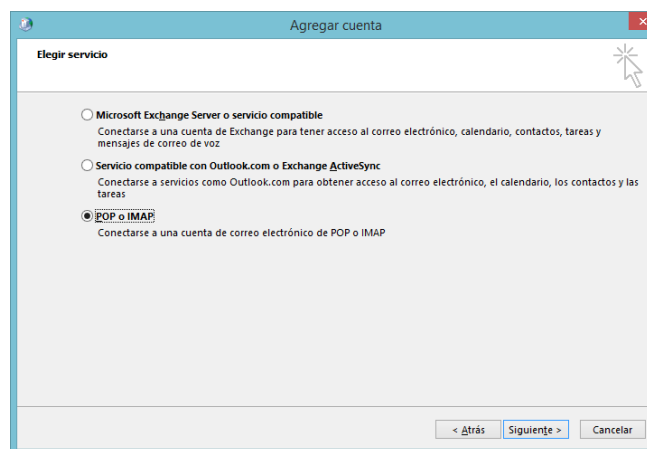 Agregar cuenta
Elegir servicio
Microsoft Exchange Server o servicio compatible
Conectarse a una cuenta de Exchange para tener acceso al correo electrónico, calendario, contactos, tareas y
mensajes de correo de voz
Servicio compatible con Outlook.com o Exchange ActiveSync
Conectarse a servicios como Outlook.com para obtener acceso al correo electrónico, el calendario, los contactos y las
tareas
POP o IMAP
Conectarse a una cuenta de correo electrónico de POP o IMAP
< Atrás Siguiente > Cancelar